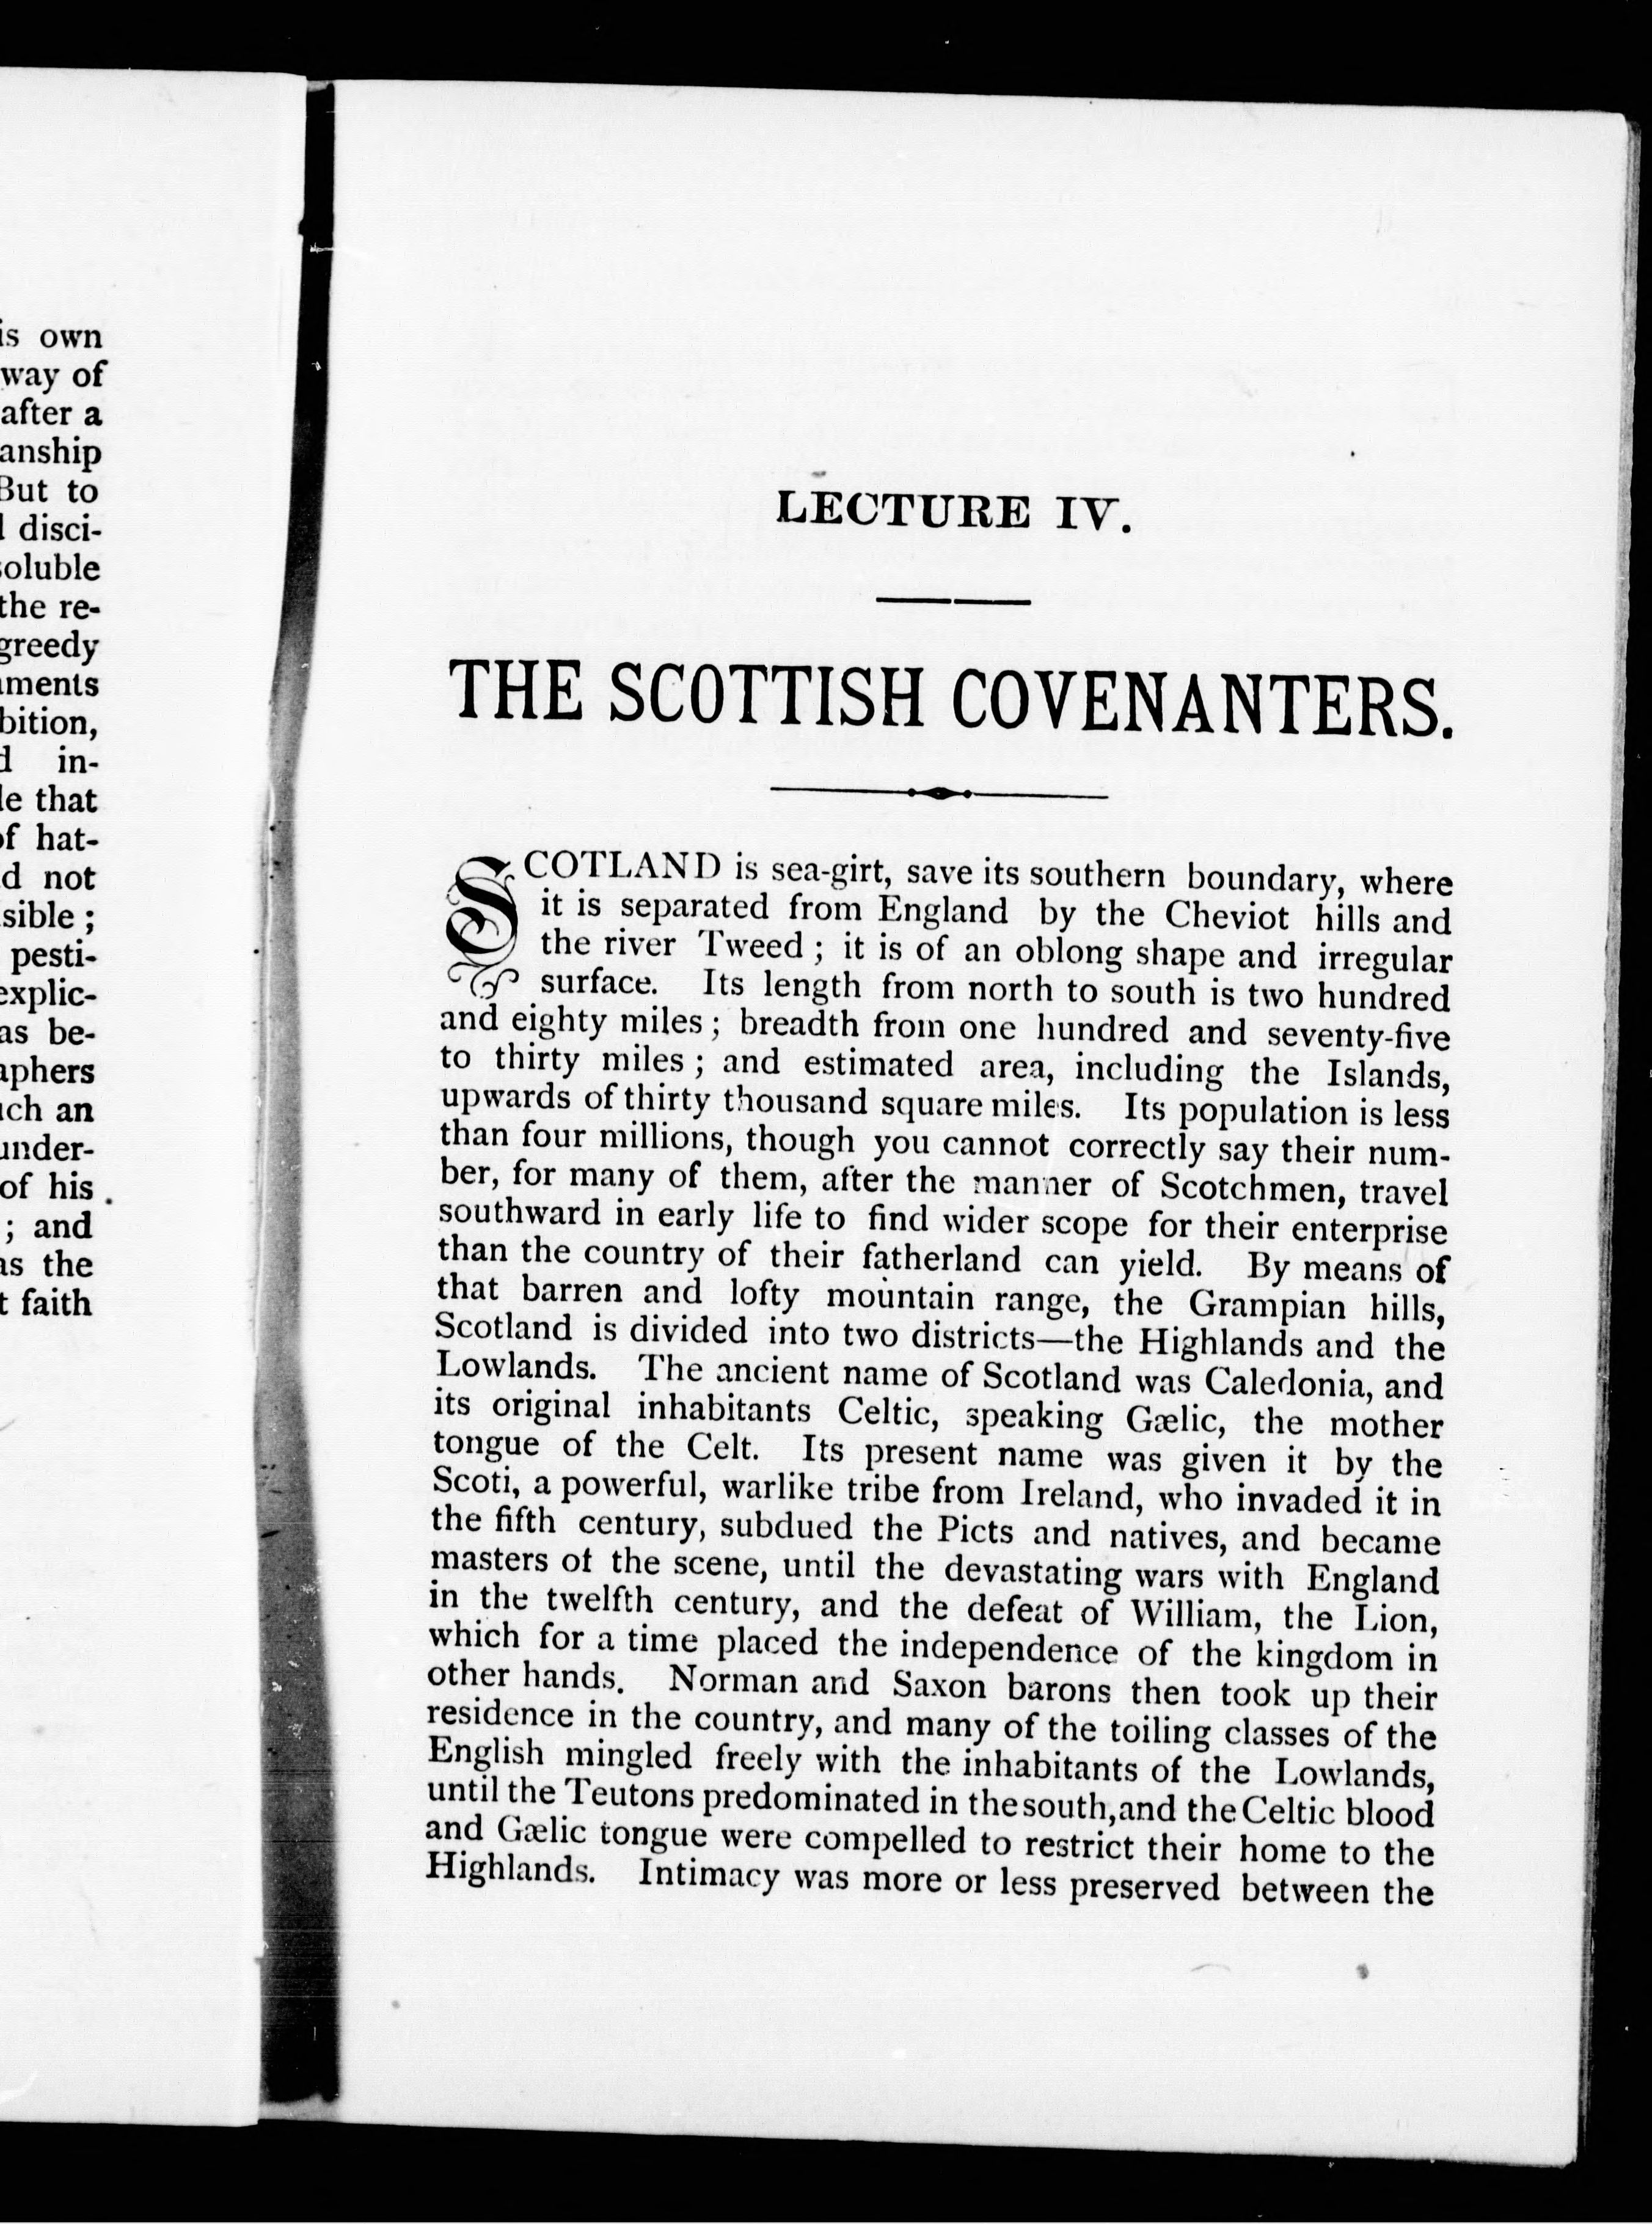 is own
way of
after a
anship
But to
disci-
soluble
the re-
greedy
uments
bition,
d in-
le that
of hat-
d not
sible ;
pesti-
explic-
as be-
aphers
uch an
under-
of his
; and
as the
t faith
LECTURE IV.
THE SCOTTISH COVENANTERS.
SCOTLAND is sea-girt, save its southern boundary, where
it is separated from England by the Cheviot hills and
the river Tweed ; it is of an oblong shape and irregular
surface. Its length from north to south is two hundred
and eighty miles ; breadth from one hundred and seventy-five
to thirty miles ; and estimated area, including the Islands,
upwards of thirty thousand square miles. Its population is less
than four millions, though you cannot correctly say their num-
ber, for many of them, after the manner of Scotchmen, travel
southward in early life to find wider scope for their enterprise
than the country of their fatherland can yield. By means of
that barren and lofty mountain range, the Grampian hills,
Scotland is divided into two districts—the Highlands and the
Lowlands. The ancient name of Scotland was Caledonia, and
its original inhabitants Celtic, speaking Gælic, the mother
tongue of the Celt. Its present name was given it by the
Scoti, a powerful, warlike tribe from Ireland, who invaded it in
the fifth century, subdued the Picts and natives, and became
masters of the scene, until the devastating wars with England
in the twelfth century, and the defeat of William, the Lion,
which for a time placed the independence of the kingdom in
other hands. Norman and Saxon barons then took up their
residence in the country, and many of the toiling classes of the
English mingled freely with the inhabitants of the Lowlands,
until the Teutons predominated in the south, and the Celtic blood
and Gælic tongue were compelled to restrict their home to the
Highlands. Intimacy was more or less preserved between the